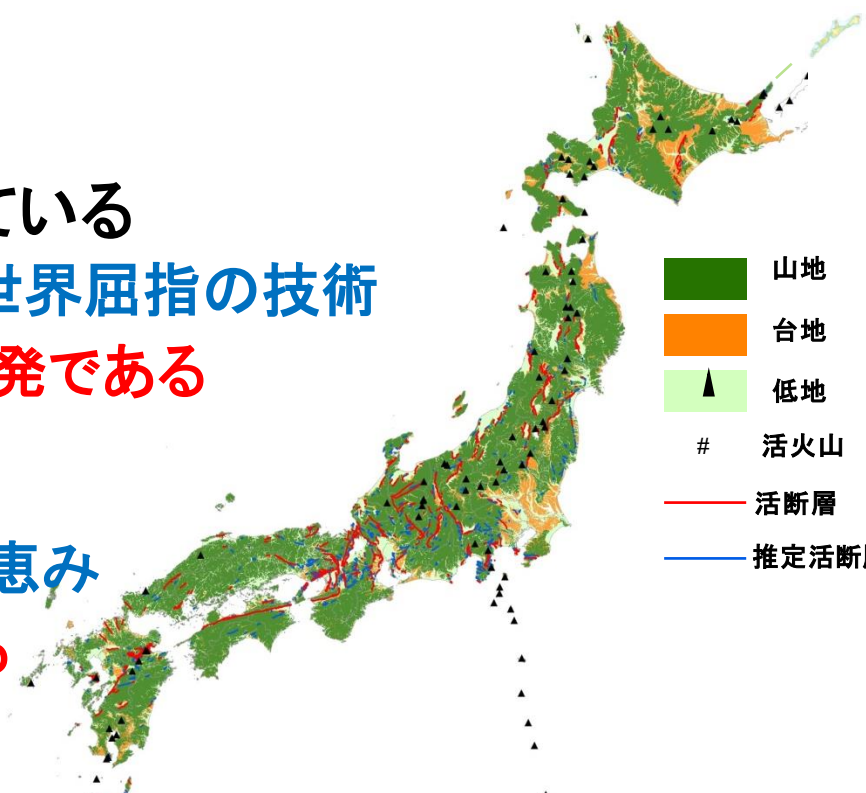 ている
世界屈指の技術
発である
恵み
山地
台地
低地
# 活火山
活断層
推定活断